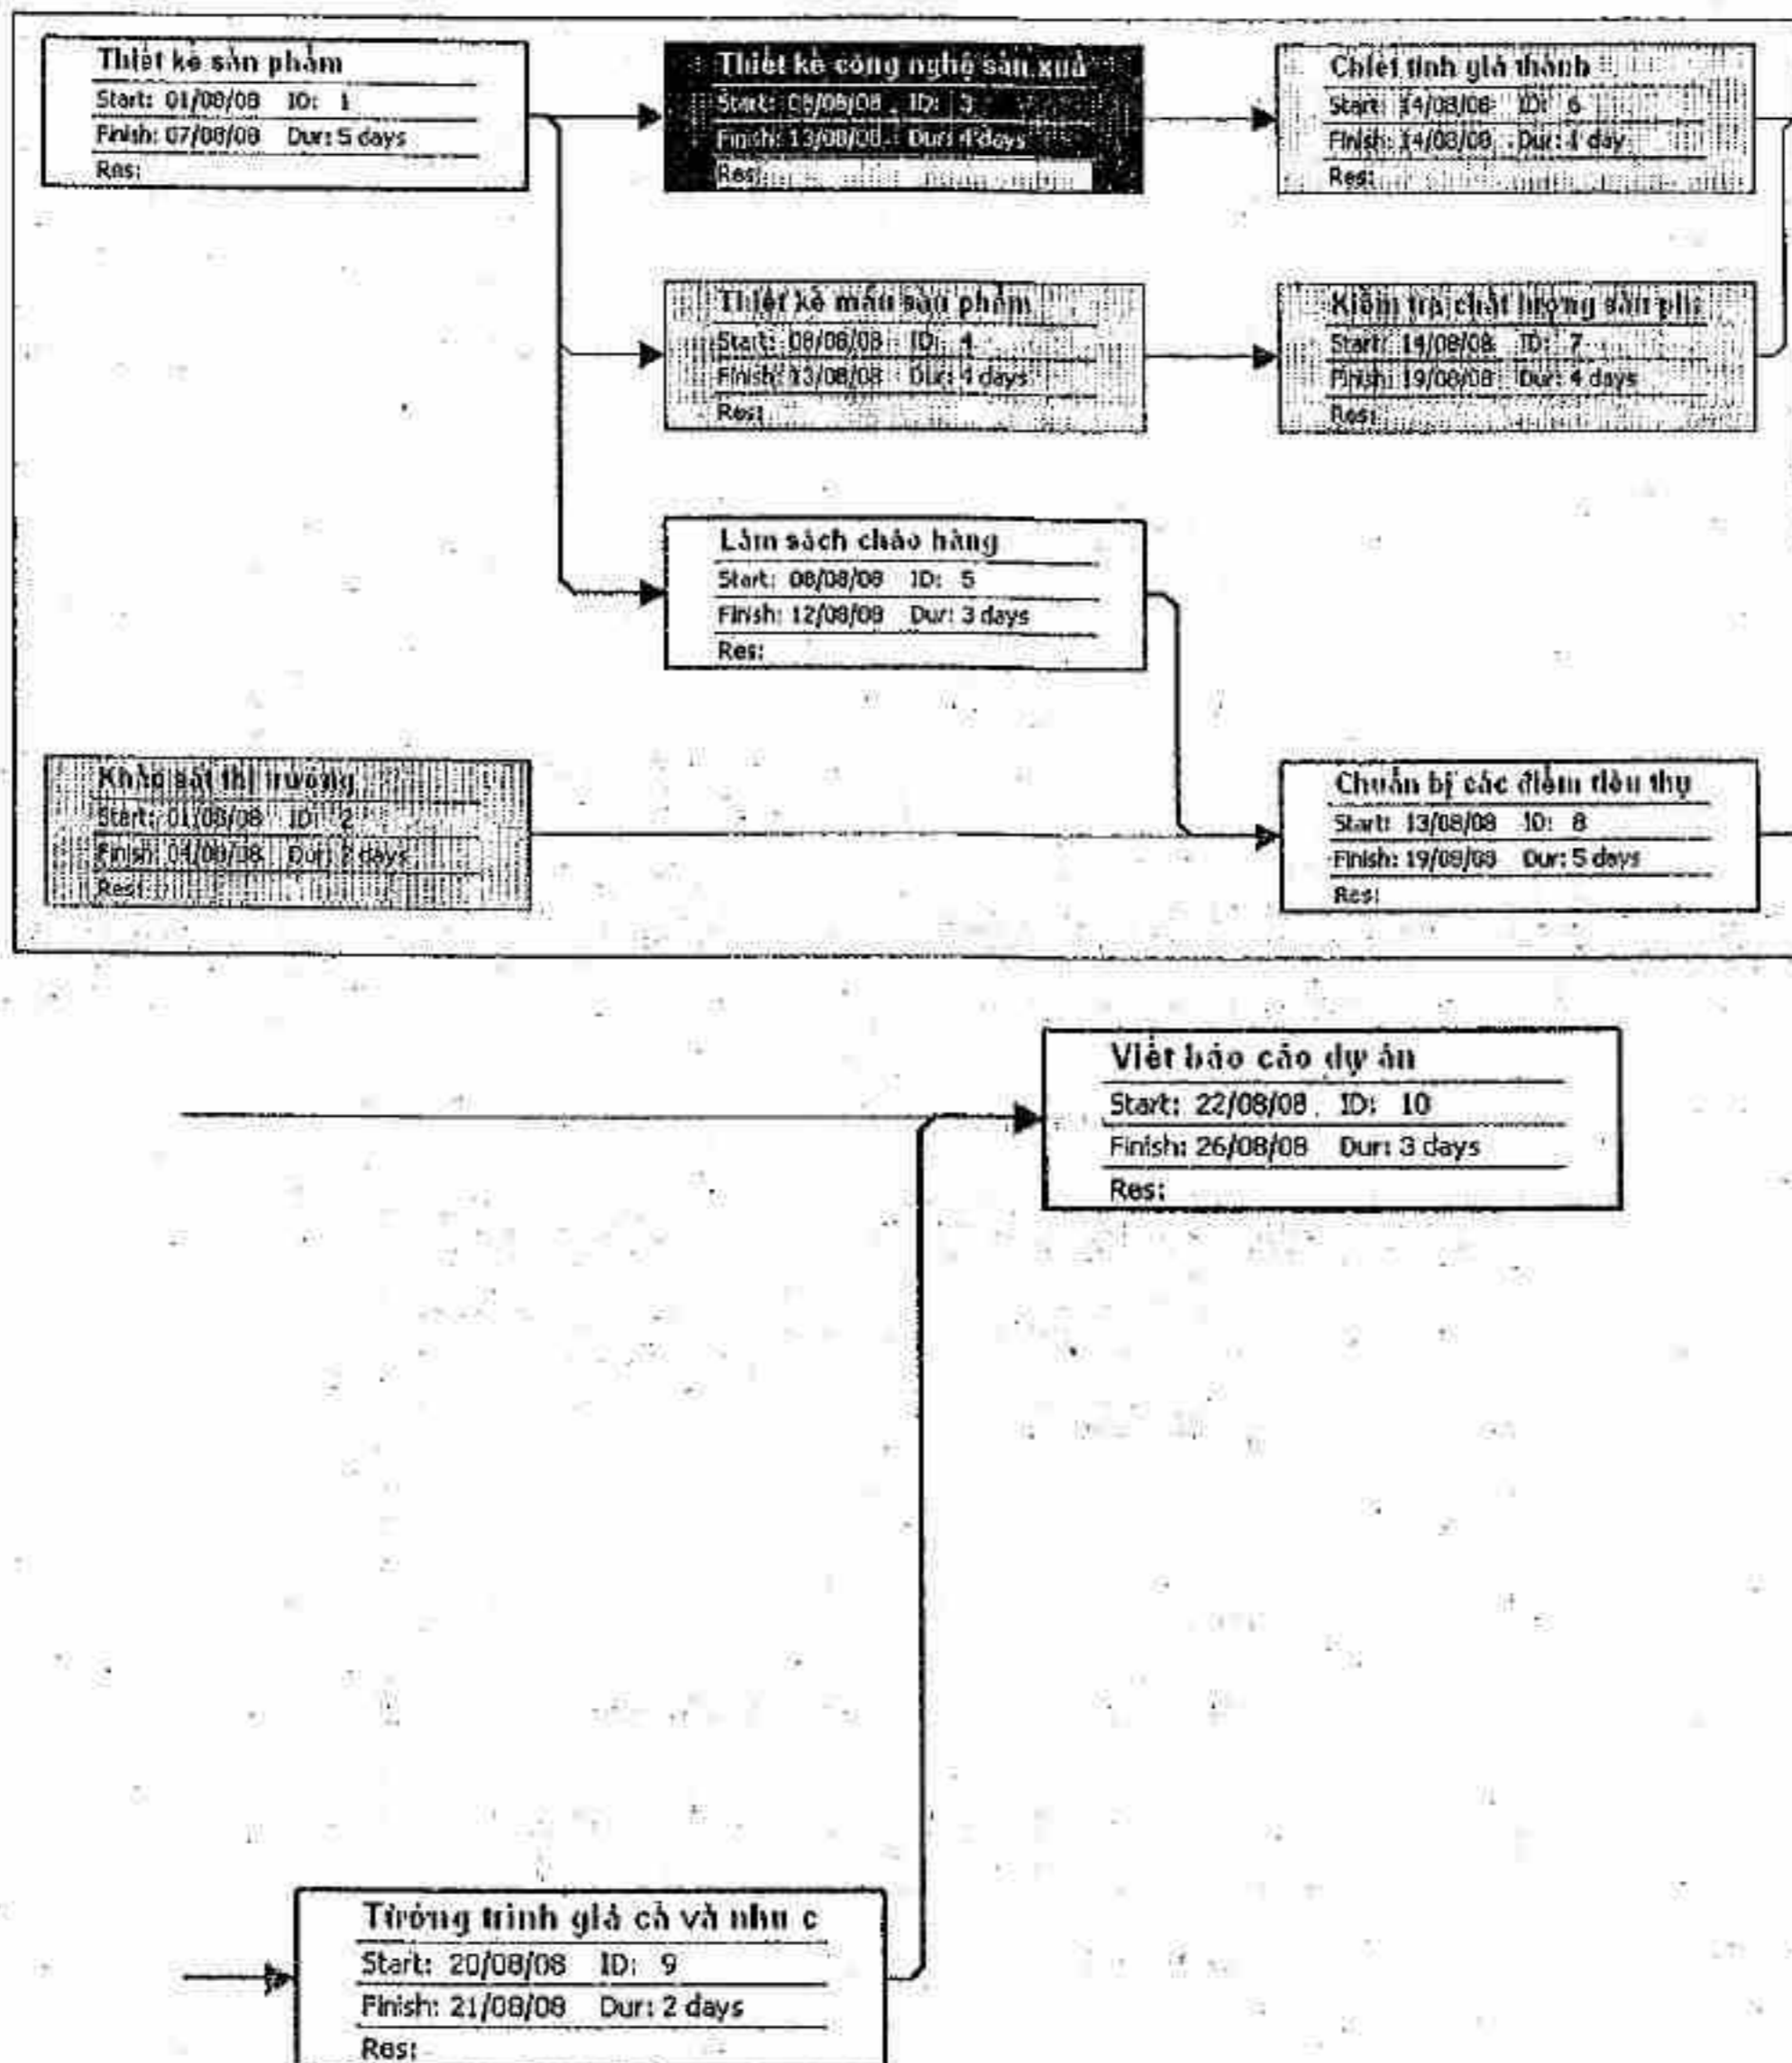 Thiết kế sản phẩm
Start: 01/08/08 ID: 1
Finish: 07/08/08 Dur: 5 days
Res:
Thiết kế công nghệ sản xuấ
Start: 08/08/08 ID: 3
Finish: 13/08/08 Dur: 4 days
Res:
Chiết tính giá thành
Start: 14/08/08 ID: 6
Finish: 14/08/08 Dur: 1 day
Res:
Thiết kế mẫu sản phẩm
Start: 08/08/08 ID: 4
Finish: 13/08/08 Dur: 4 days
Res:
Kiểm tra chất lượng sản phẩ
Start: 14/08/08 ID: 7
Finish: 19/08/08 Dur: 4 days
Res:
Làm sách chào hàng
Start: 08/08/08 ID: 5
Finish: 12/08/08 Dur: 3 days
Res:
Khảo sát thị trường
Start: 01/08/08 ID: 2
Finish: 04/08/08 Dur: 2 days
Res:
Chuẩn bị các điểm tiêu thụ
Start: 13/08/08 ID: 8
Finish: 19/08/08 Dur: 5 days
Res:
Viết báo cáo dự án
Start: 22/08/08 ID: 10
Finish: 26/08/08 Dur: 3 days
Res:
Tường trình giá cả và nhu c
Start: 20/08/08 ID: 9
Finish: 21/08/08 Dur: 2 days
Res: